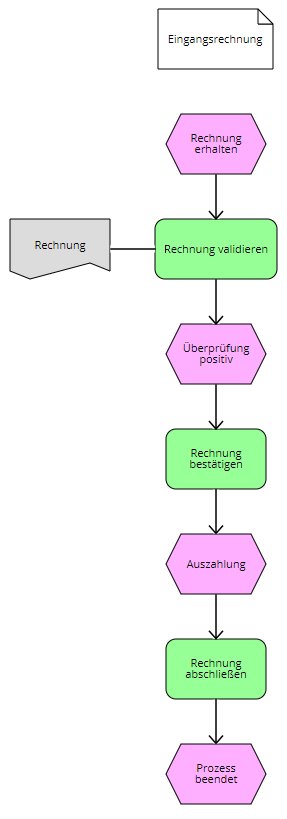 Eingangsrechnung
Rechnung
erhalten
Rechnung
Rechnung validieren
Überprüfung
positiv
Rechnung
bestätigen
Auszahlung
Rechnung
abschließen
Prozess
beendet